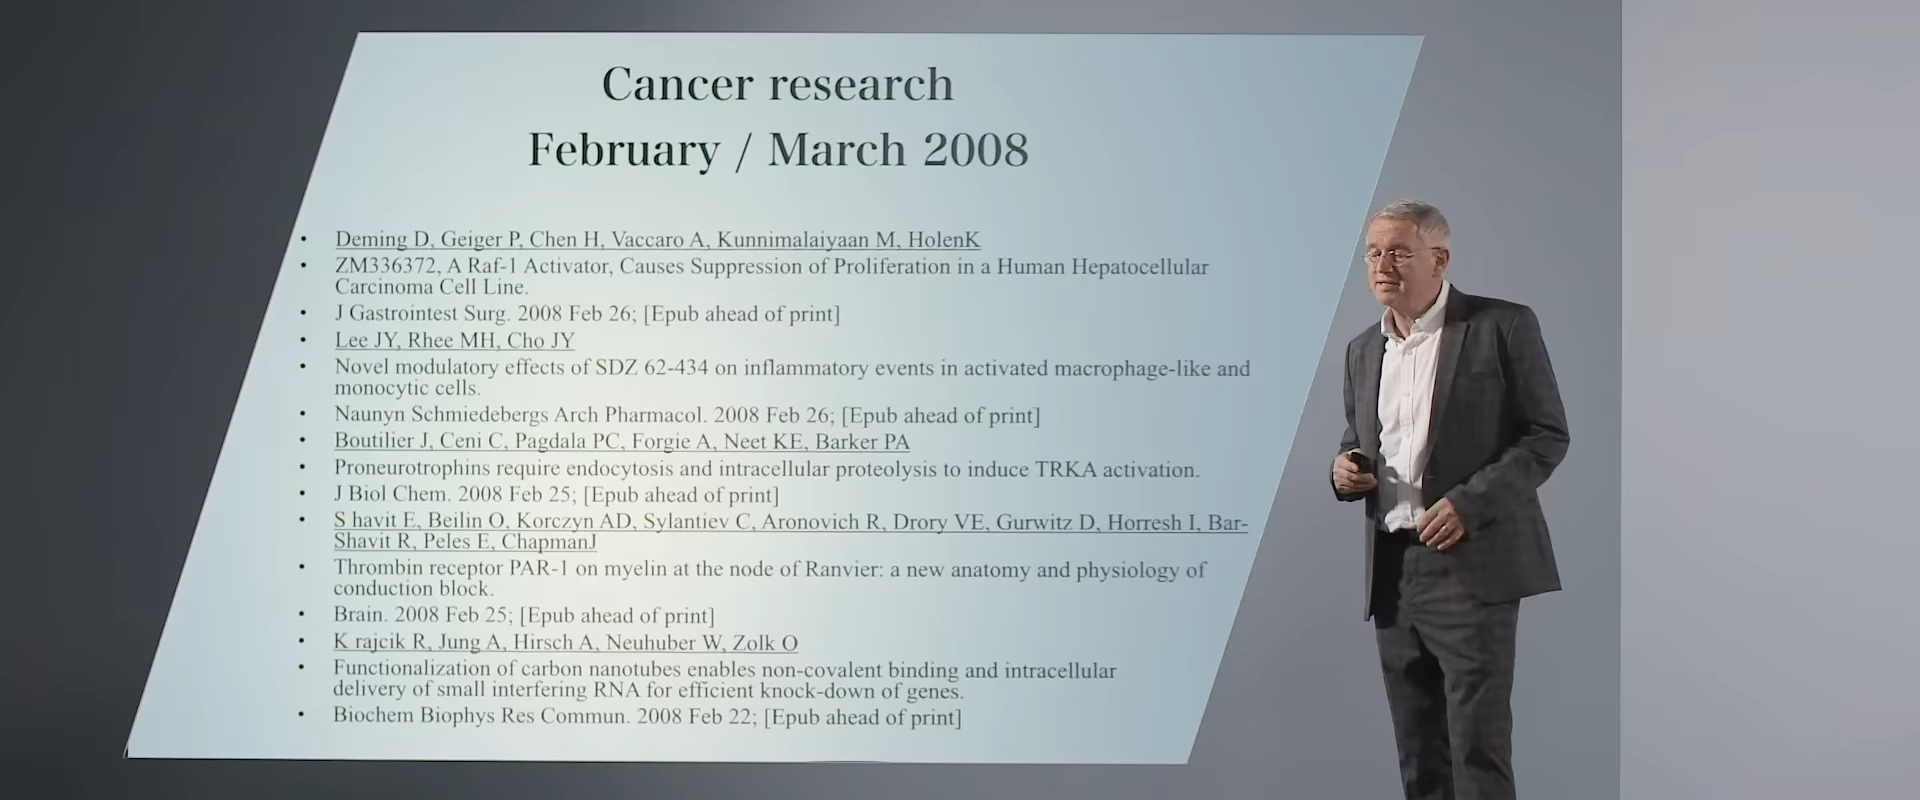 Cancer research
February / March 2008
• Deming D, Geiger P, Chen H, Vaccaro A, Kunnimalaiyaan M, HolenK
• ZM336372, A Raf-1 Activator, Causes Suppression of Proliferation in a Human Hepatocellular
Carcinoma Cell Line.
• J Gastrointest Surg. 2008 Feb 26; [Epub ahead of print]
• Lee JY, Rhee MH, Cho JY
• Novel modulatory effects of SDZ 62-434 on inflammatory events in activated macrophage-like and
monocytic cells.
• Naunyn Schmiedebergs Arch Pharmacol. 2008 Feb 26; [Epub ahead of print]
• Boutilier J, Ceni C, Pagdala PC, Forgie A, Neet KE, Barker PA
• Proneurotrophins require endocytosis and intracellular proteolysis to induce TRKA activation.
• J Biol Chem. 2008 Feb 25; [Epub ahead of print]
• S havit E, Beilin O, Korczyn AD, Sylantiev C, Aronovich R, Drory VE, Gurwitz D, Horresh I, Bar-
Shavit R, Peles E, ChapmanJ
• Thrombin receptor PAR-1 on myelin at the node of Ranvier: a new anatomy and physiology of
conduction block.
• Brain. 2008 Feb 25; [Epub ahead of print]
• K rajcik R, Jung A, Hirsch A, Neuhuber W, Zolk O
• Functionalization of carbon nanotubes enables non-covalent binding and intracellular
delivery of small interfering RNA for efficient knock-down of genes.
• Biochem Biophys Res Commun. 2008 Feb 22; [Epub ahead of print]